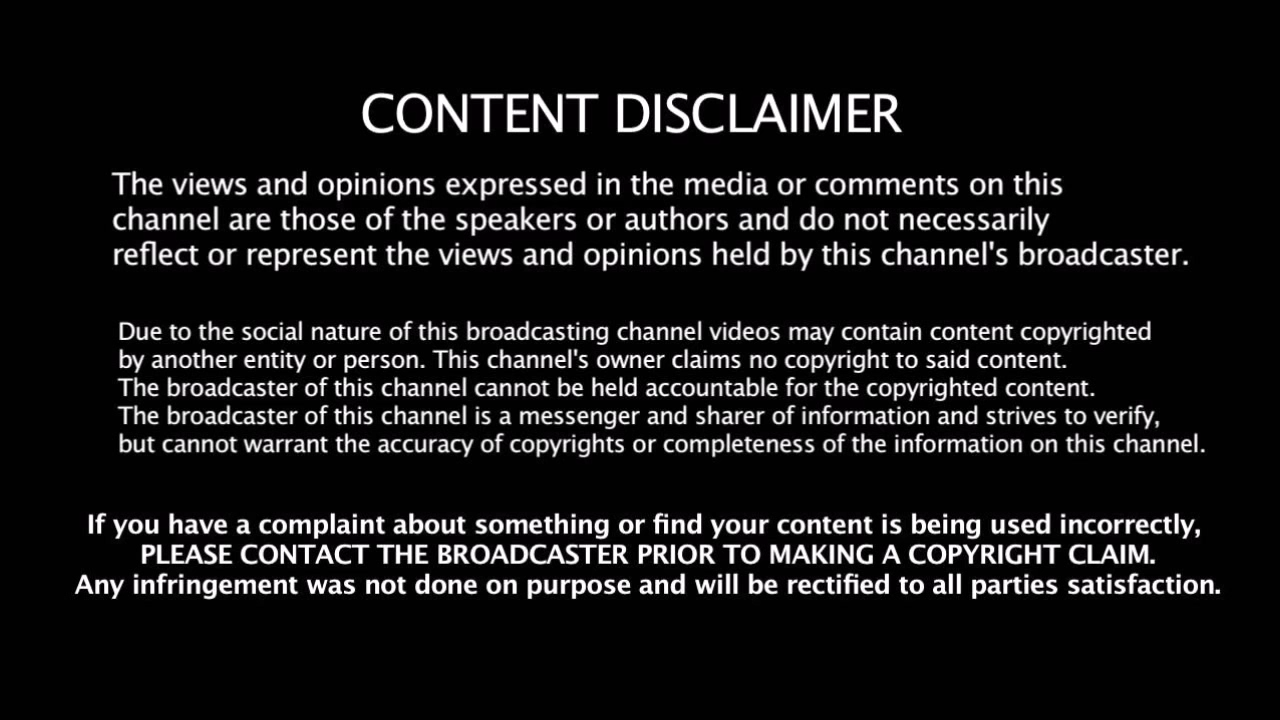 CONTENT DISCLAIMER
The views and opinions expressed in the media or comments on this
channel are those of the speakers or authors and do not necessarily
reflect or represent the views and opinions held by this channel's broadcaster.
Due to the social nature of this broadcasting channel videos may contain content copyrighted
by another entity or person. This channel's owner claims no copyright to said content.
The broadcaster of this channel cannot be held accountable for the copyrighted content.
The broadcaster of this channel is a messenger and sharer of information and strives to verify,
but cannot warrant the accuracy of copyrights or completeness of the information on this channel.
If you have a complaint about something or find your content is being used incorrectly,
PLEASE CONTACT THE BROADCASTER PRIOR TO MAKING A COPYRIGHT CLAIM.
Any infringement was not done on purpose and will be rectified to all parties satisfaction.